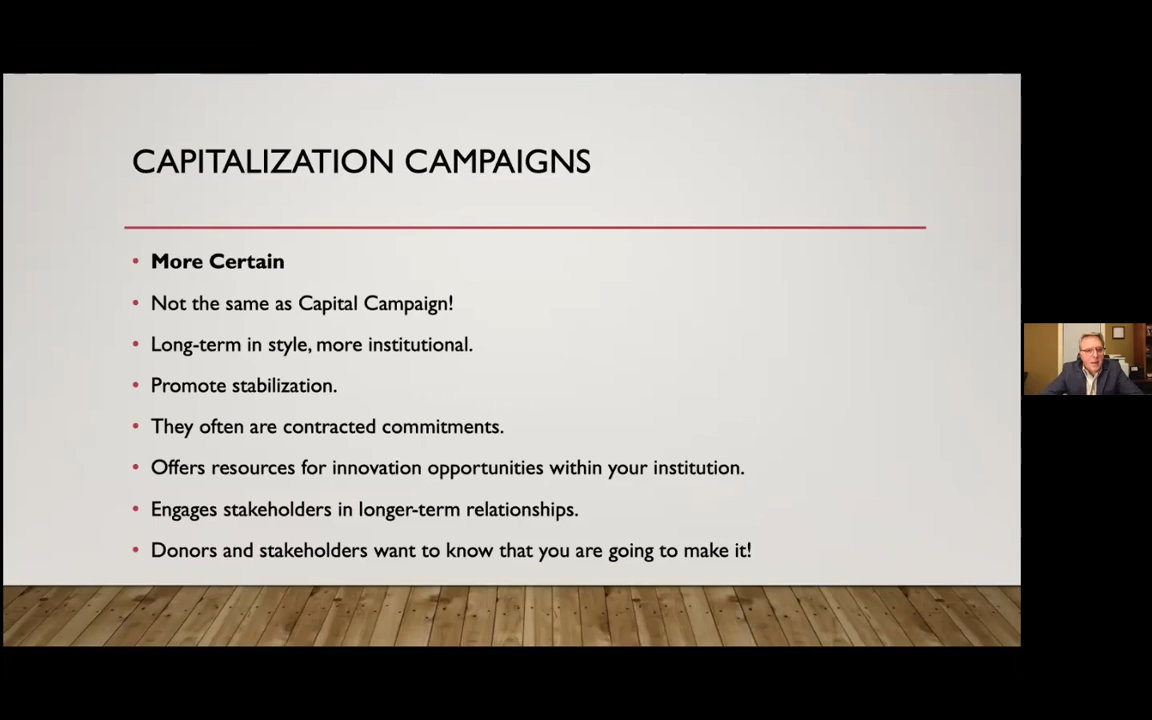 CAPITALIZATION CAMPAIGNS
• More Certain
• Not the same as Capital Campaign!
• Long-term in style, more institutional.
• Promote stabilization.
• They often are contracted commitments.
• Offers resources for innovation opportunities within your institution.
• Engages stakeholders in longer-term relationships.
• Donors and stakeholders want to know that you are going to make it!